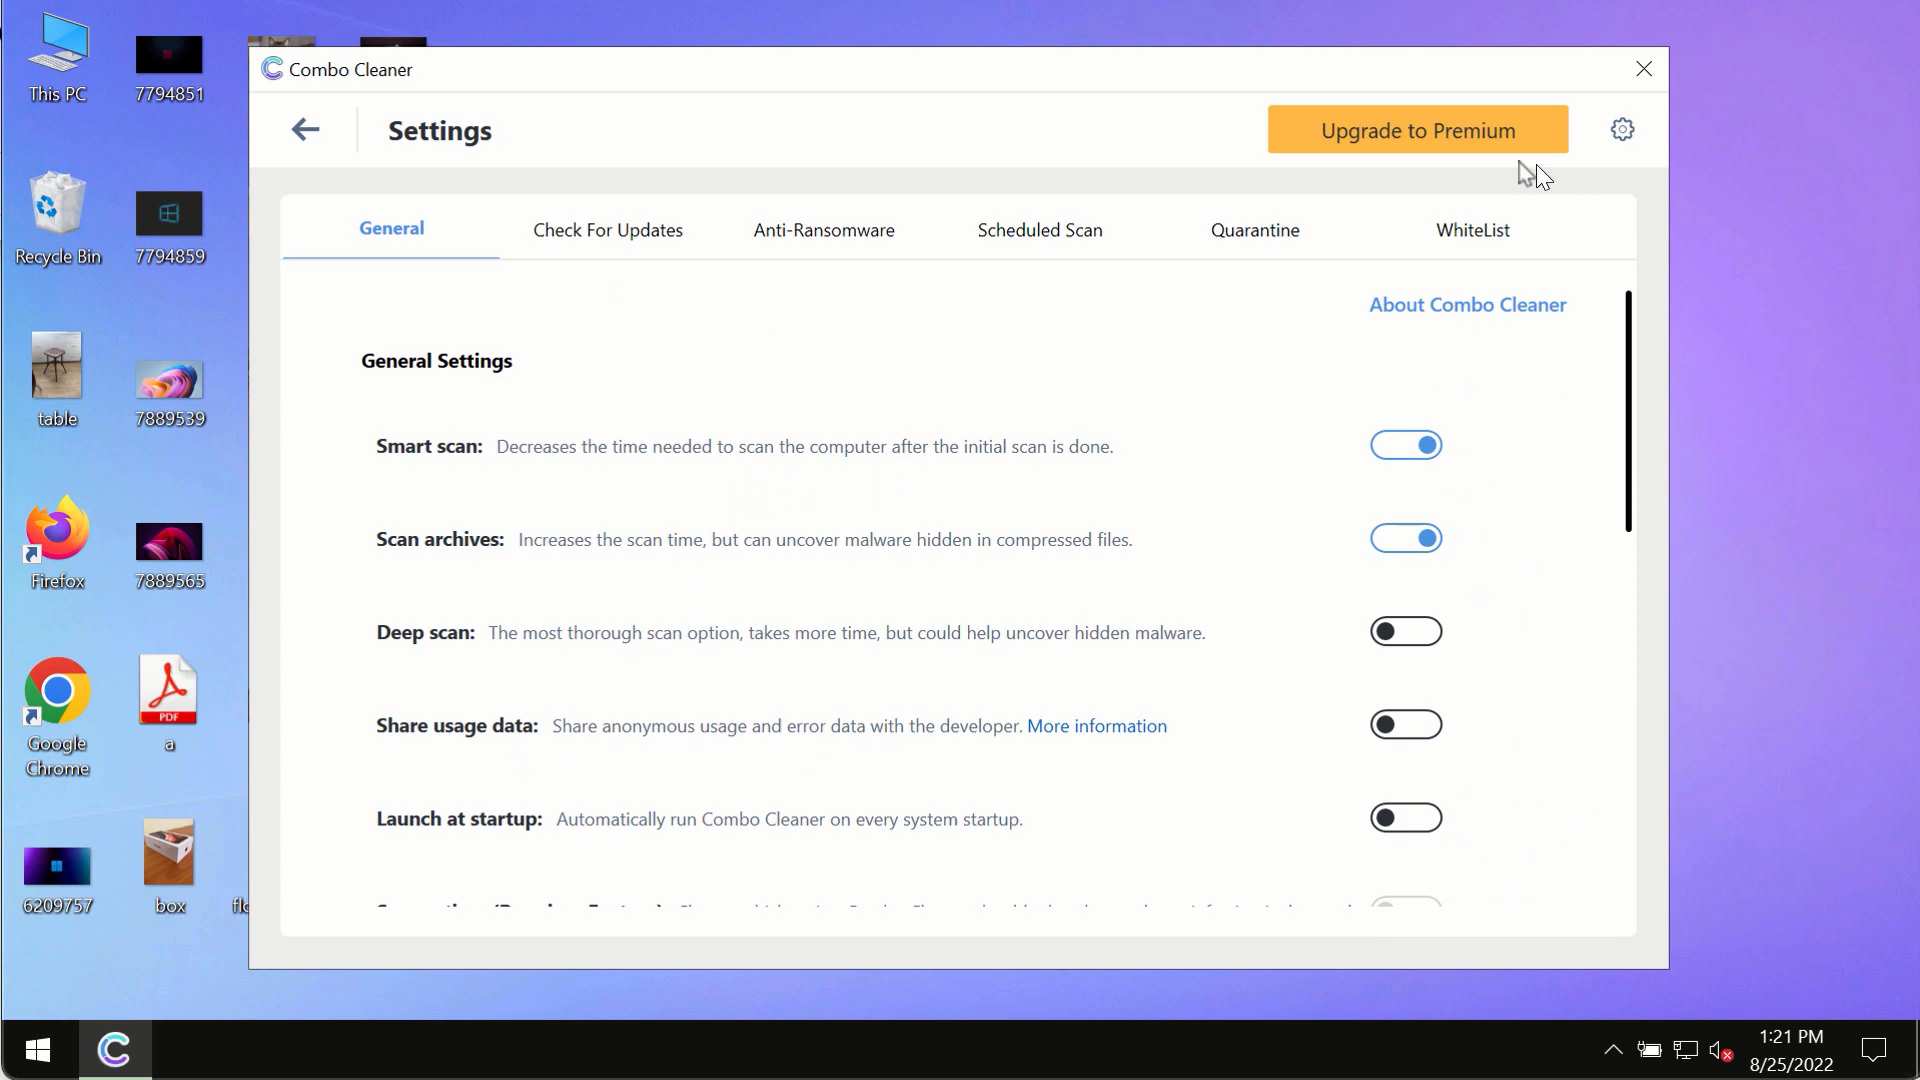 This PC
7794851
Recycle Bin
7794859
table
7889539
Firefox
7889565
Google
Chrome
a
PDF
6209757
box
Combo Cleaner
Settings
Upgrade to Premium
General
Check For Updates
Anti-Ransomware
Scheduled Scan
Quarantine
WhiteList
About Combo Cleaner
General Settings
Smart scan: Decreases the time needed to scan the computer after the initial scan is done.
Scan archives: Increases the scan time, but can uncover malware hidden in compressed files.
Deep scan: The most thorough scan option, takes more time, but could help uncover hidden malware.
Share usage data: Share anonymous usage and error data with the developer. More information
Launch at startup: Automatically run Combo Cleaner on every system startup.
1:21 PM
8/25/2022